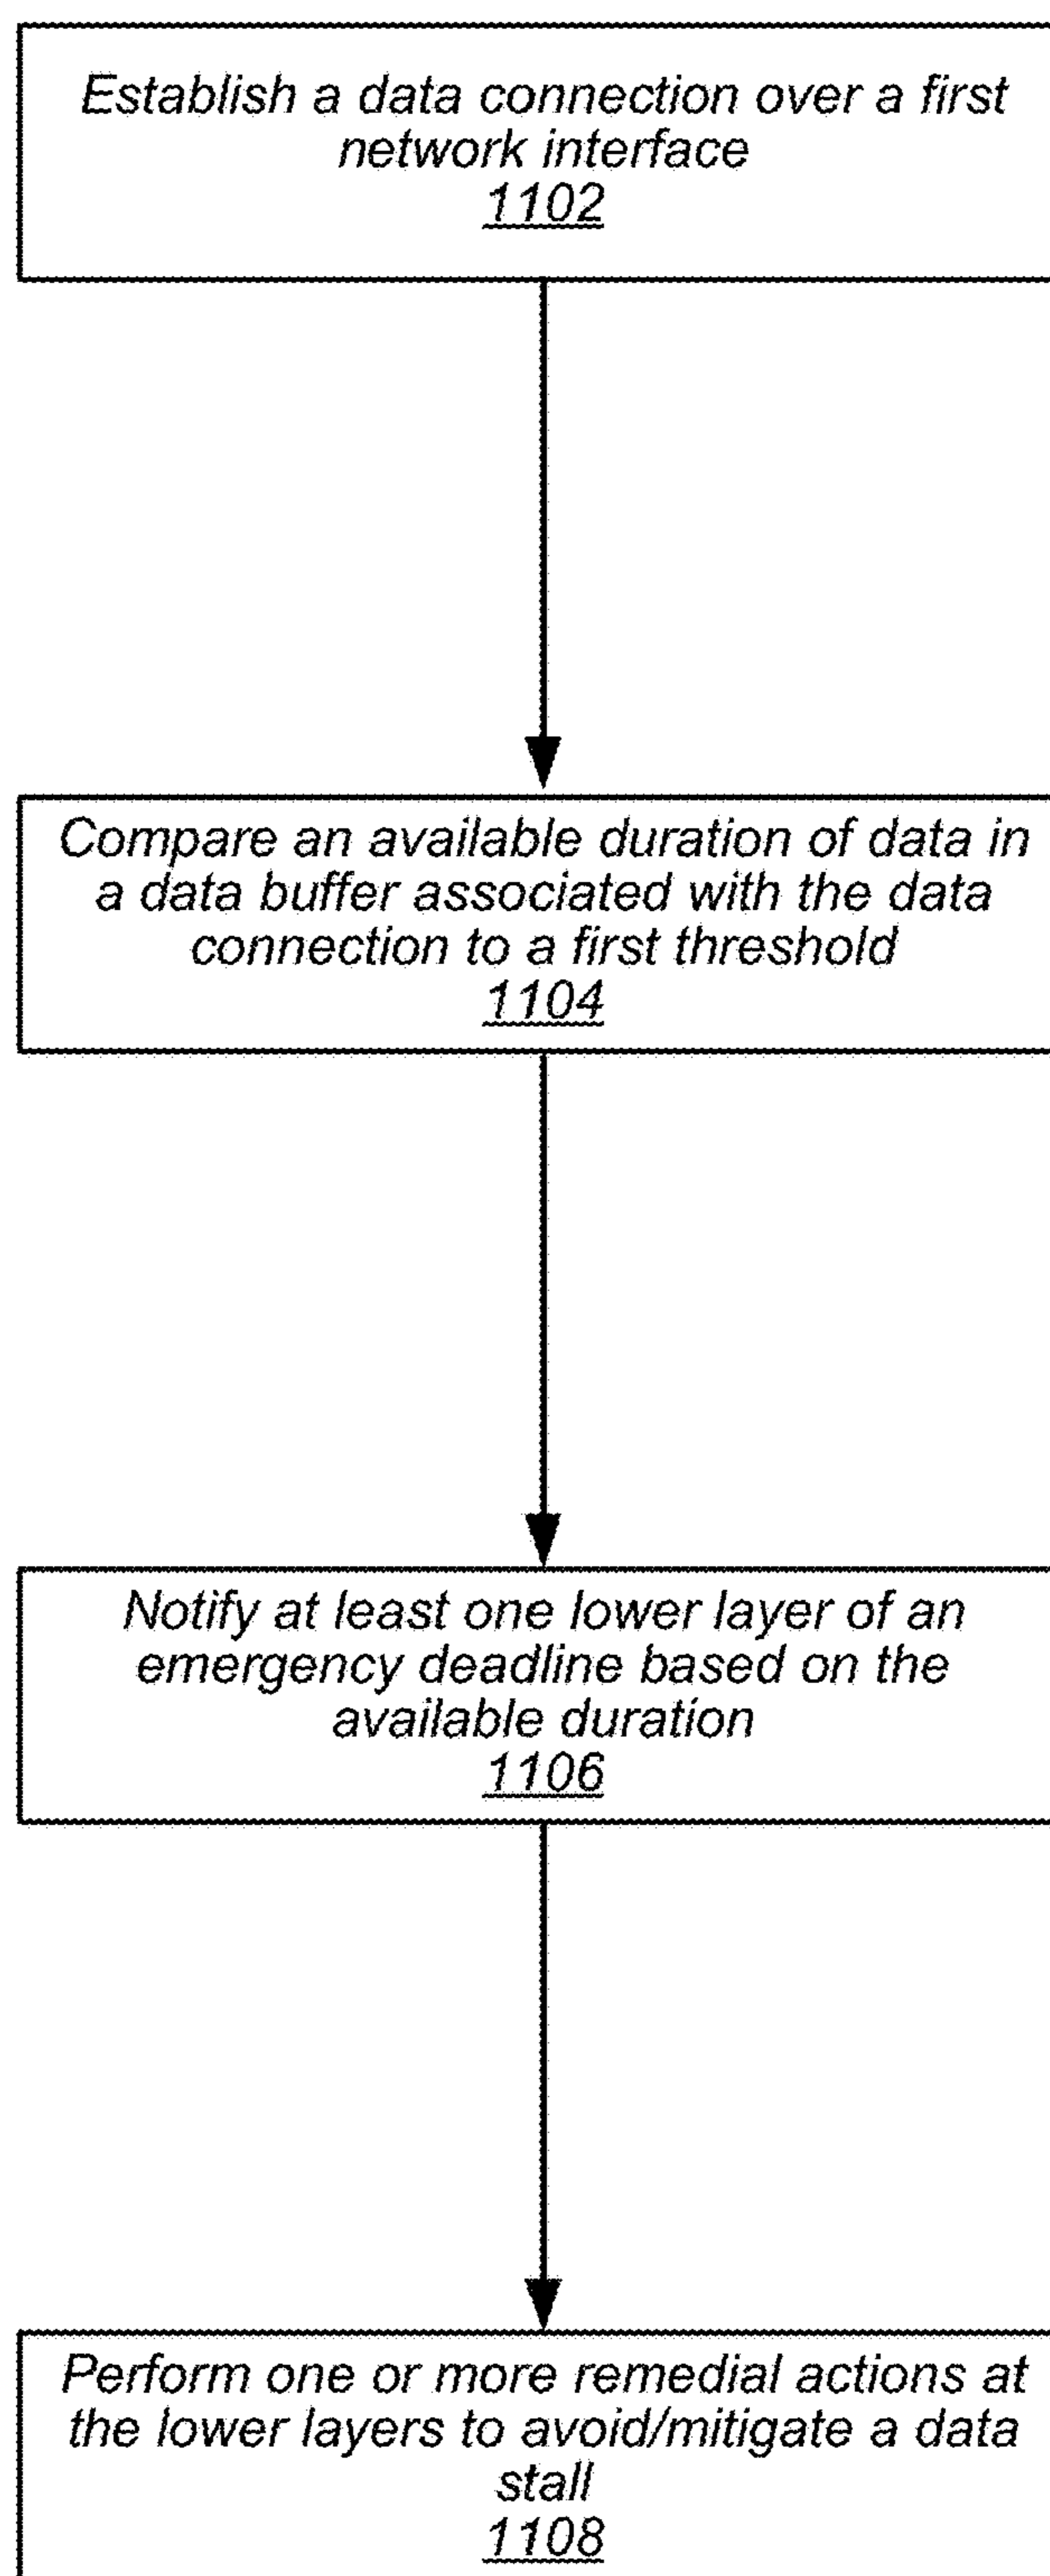 Establish a data connection over a first
network interface
1102
Compare an available duration of data in
a data buffer associated with the data
connection to a first threshold
1104
Notify at least one lower layer of an
emergency deadline based on the
available duration
1106
Perform one or more remedial actions at
the lower layers to avoid/mitigate a data
stall
1108